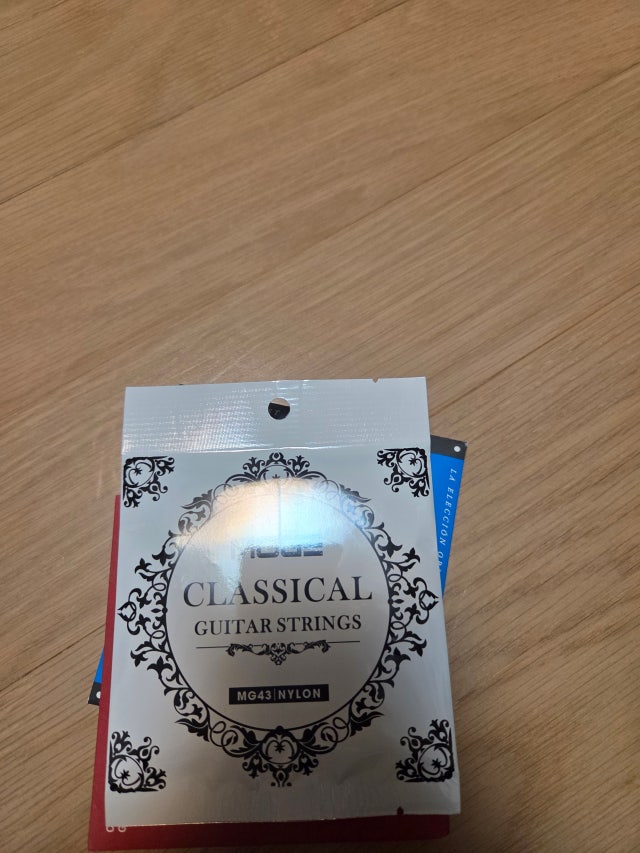 CLASSICAL
GUITAR STRINGS
MG43 | NYLON
LA ELECCION